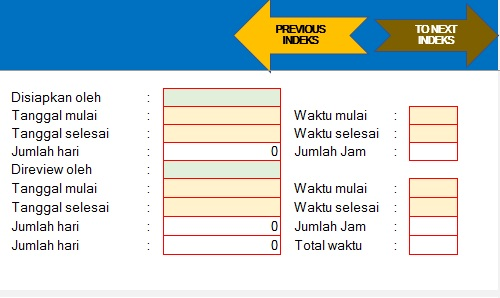 PREVIOUS
INDEKS
TO NEXT
INDEKS
Disiapkan oleh :
Tanggal mulai : Waktu mulai :
Tanggal selesai : Waktu selesai :
Jumlah hari : 0 Jumlah Jam :
Direview oleh :
Tanggal mulai : Waktu mulai :
Tanggal selesai : Waktu selesai :
Jumlah hari : 0 Jumlah Jam :
Jumlah hari : 0 Total waktu :